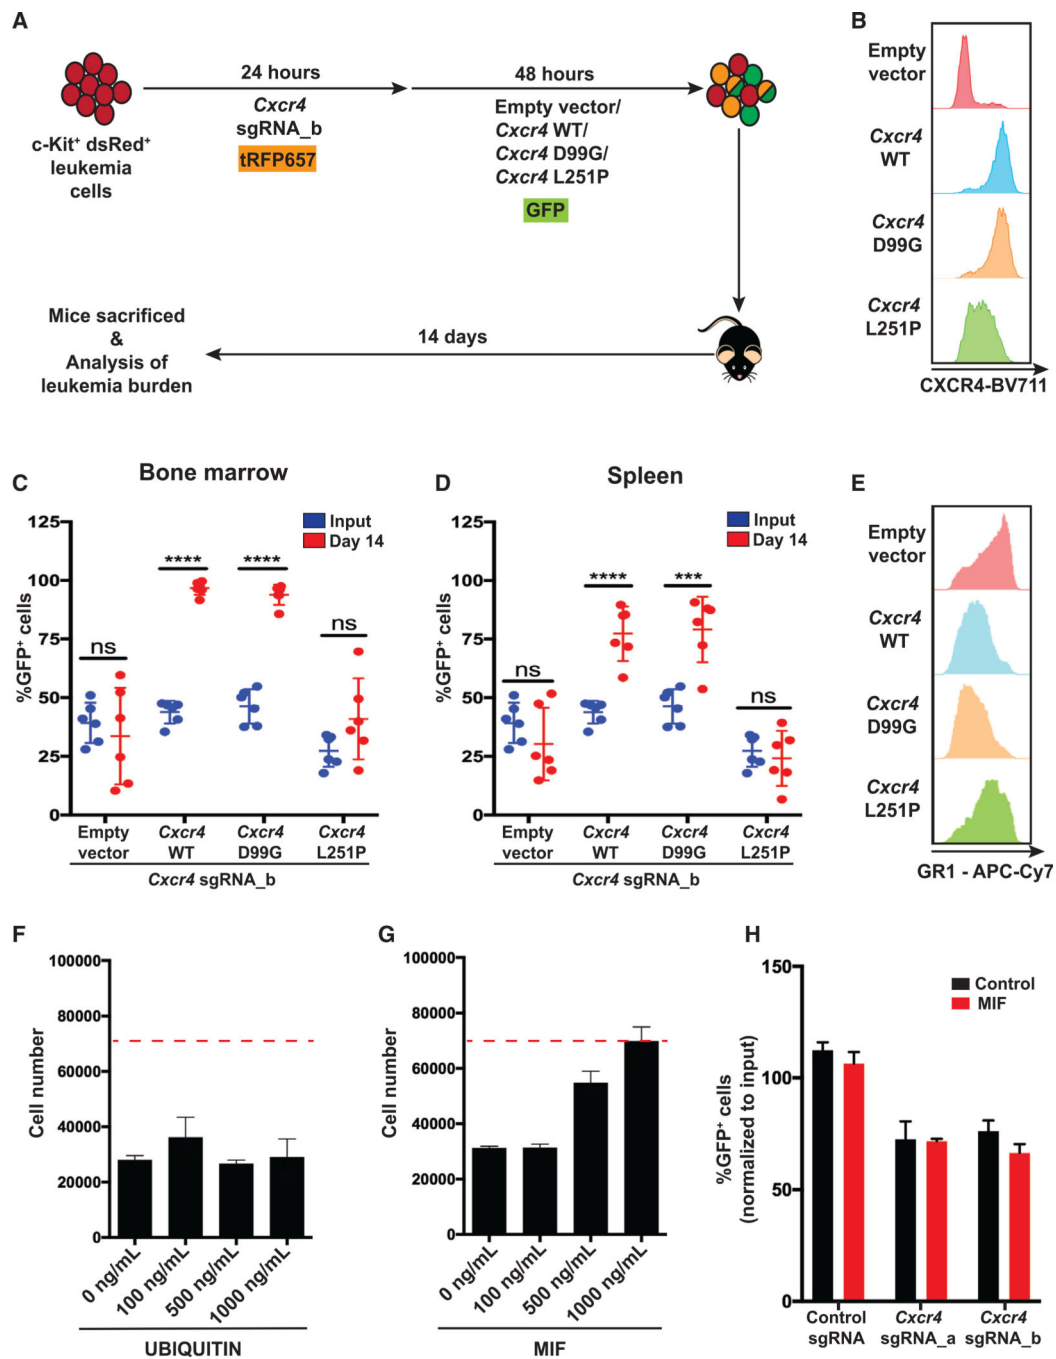 A
24 hours
Cxcr4
sgRNA_b
tRFP657
48 hours
Empty vector/
Cxcr4 WT/
Cxcr4 D99G/
Cxcr4 L251P
GFP
c-Kit⁺ dsRed⁺
leukemia
cells
14 days
Mice sacrificed
&
Analysis of
leukemia burden
B
Empty
vector
Cxcr4
WT
Cxcr4
D99G
Cxcr4
L251P
CXCR4-BV711
C
Bone marrow
%GFP⁺ cells
125
100
75
50
25
0
Input
Day 14
ns
****
****
ns
Empty
vector
Cxcr4
WT
Cxcr4
D99G
Cxcr4
L251P
Cxcr4 sgRNA_b
D
Spleen
%GFP⁺ cells
125
100
75
50
25
0
Input
Day 14
ns
****
***
ns
Empty
vector
Cxcr4
WT
Cxcr4
D99G
Cxcr4
L251P
Cxcr4 sgRNA_b
E
Empty
vector
Cxcr4
WT
Cxcr4
D99G
Cxcr4
L251P
GR1 - APC-Cy7
F
Cell number
100000
80000
60000
40000
20000
0
0 ng/mL
100 ng/mL
500 ng/mL
1000 ng/mL
UBIQUITIN
G
Cell number
100000
80000
60000
40000
20000
0
0 ng/mL
100 ng/mL
500 ng/mL
1000 ng/mL
MIF
H
%GFP⁺ cells
(normalized to input)
150
100
50
0
Control
MIF
Control
sgRNA
Cxcr4
sgRNA_a
Cxcr4
sgRNA_b